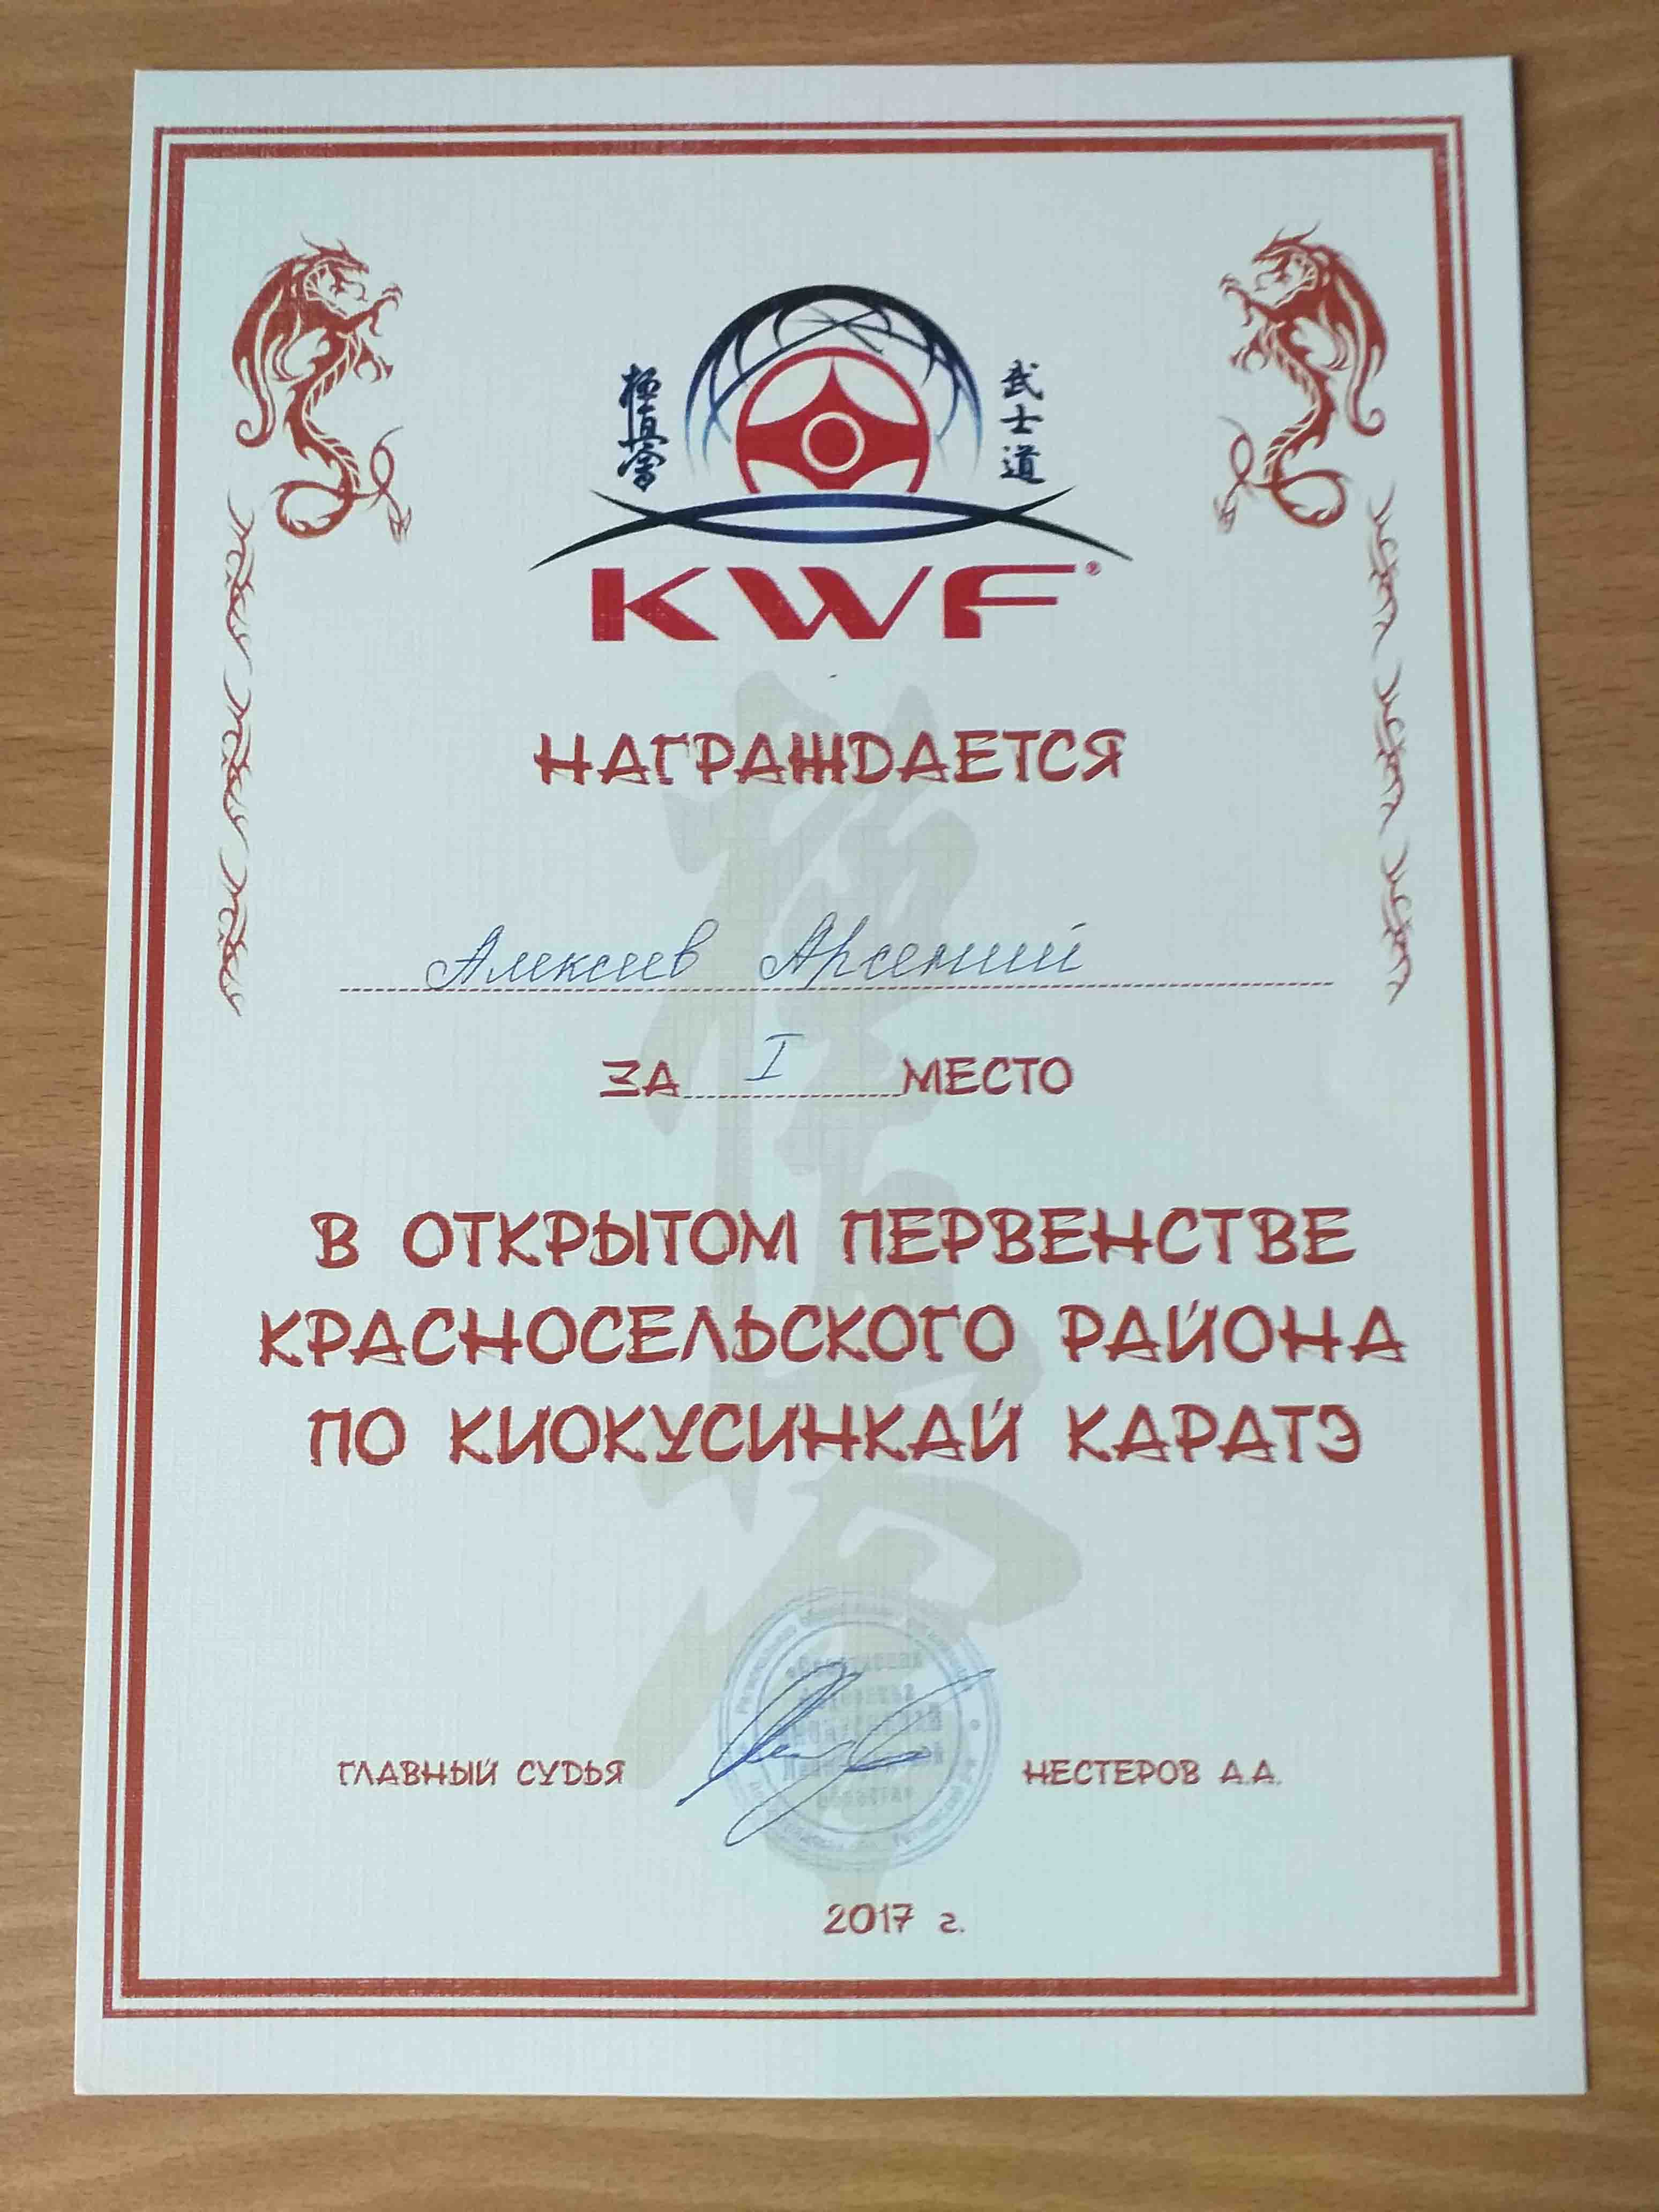 極真會
武士道
KWF®
НАГРАЖДАЕТСЯ
Алексеев Арсений
ЗА I МЕСТО
В ОТКРЫТОМ ПЕРВЕНСТВЕ
КРАСНОСЕЛЬСКОГО РАЙОНА
ПО КИОКУСИНКАЙ КАРАТЭ
ГЛАВНЫЙ СУДЬЯ НЕСТЕРОВ А.А.
2017 г.